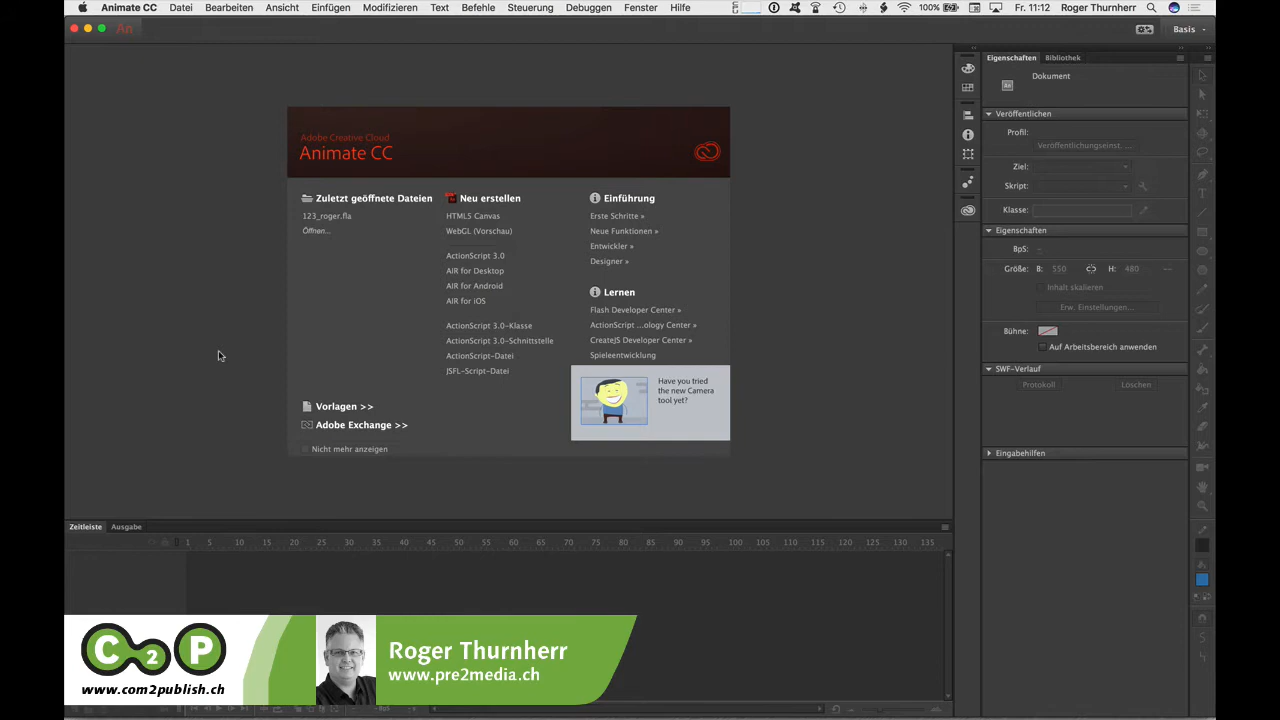 Animate CC Datei Bearbeiten Ansicht Einfügen Modifizieren Text Befehle Steuerung Debuggen Fenster Hilfe 100% Fr. 11:12 Roger Thurnherr
An Basis
Eigenschaften Bibliothek
Dokument
An
Veröffentlichen
Profil:
Veröffentlichungseinst. ...
Ziel:
Skript:
Klasse:
Eigenschaften
BpS: –
Größe: B: 550 H: 480
Inhalt skalieren
Erw. Einstellungen...
Bühne:
Auf Arbeitsbereich anwenden
SWF-Verlauf
Protokoll Löschen
Eingabehilfen
Adobe Creative Cloud
Animate CC
Zuletzt geöffnete Dateien
123_roger.fla
Öffnen...
Vorlagen >>
Adobe Exchange >>
Nicht mehr anzeigen
Neu erstellen
HTML5 Canvas
WebGL (Vorschau)
ActionScript 3.0
AIR for Desktop
AIR for Android
AIR for iOS
ActionScript 3.0-Klasse
ActionScript 3.0-Schnittstelle
ActionScript-Datei
JSFL-Script-Datei
Einführung
Erste Schritte »
Neue Funktionen »
Entwickler »
Designer »
Lernen
Flash Developer Center »
ActionScript ...ology Center »
CreateJS Developer Center »
Spieleentwicklung
Have you tried
the new Camera
tool yet?
Zeitleiste Ausgabe
1 5 10 15 20 25 30 35 40 45 50 55 60 65 70 75 80 85 90 95 100 105 110 115 120 125 130 135
C2P
www.com2publish.ch
Roger Thurnherr
www.pre2media.ch